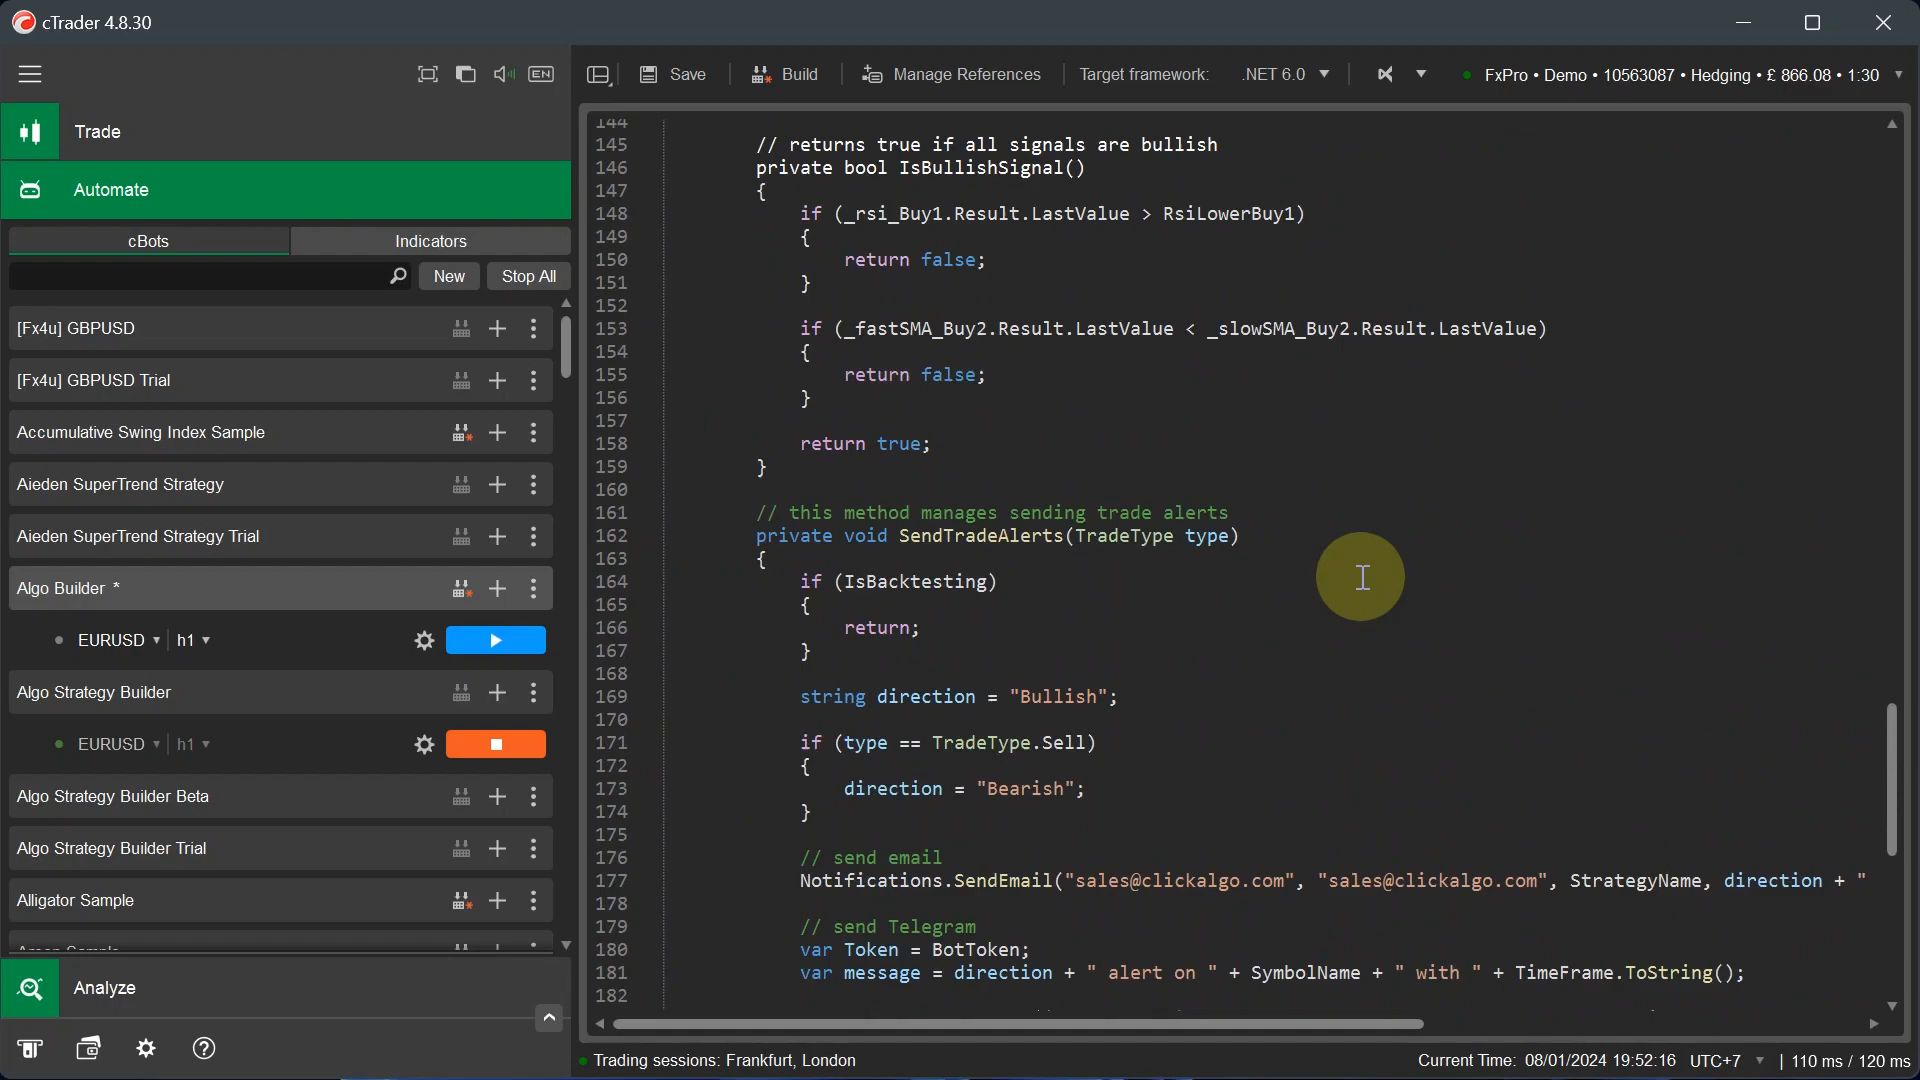 cTrader 4.8.30
EN
Save
Build
Manage References
Target framework:
.NET 6.0
FxPro • Demo • 10563087 • Hedging • £ 866.08 • 1:30
Trade
Automate
cBots
Indicators
New
Stop All
[Fx4u] GBPUSD
[Fx4u] GBPUSD Trial
Accumulative Swing Index Sample
Aieden SuperTrend Strategy
Aieden SuperTrend Strategy Trial
Algo Builder *
EURUSD h1
Algo Strategy Builder
EURUSD h1
Algo Strategy Builder Beta
Algo Strategy Builder Trial
Alligator Sample
Analyze
144
145 // returns true if all signals are bullish
146 private bool IsBullishSignal()
147 {
148 if (_rsi_Buy1.Result.LastValue > RsiLowerBuy1)
149 {
150 return false;
151 }
152
153 if (_fastSMA_Buy2.Result.LastValue < _slowSMA_Buy2.Result.LastValue)
154 {
155 return false;
156 }
157
158 return true;
159 }
160
161 // this method manages sending trade alerts
162 private void SendTradeAlerts(TradeType type)
163 {
164 if (IsBacktesting)
165 {
166 return;
167 }
168
169 string direction = "Bullish";
170
171 if (type == TradeType.Sell)
172 {
173 direction = "Bearish";
174 }
175
176 // send email
177 Notifications.SendEmail("sales@clickalgo.com", "sales@clickalgo.com", StrategyName, direction + "
178
179 // send Telegram
180 var Token = BotToken;
181 var message = direction + " alert on " + SymbolName + " with " + TimeFrame.ToString();
182
Trading sessions: Frankfurt, London
Current Time: 08/01/2024 19:52:16 UTC+7 | 110 ms / 120 ms